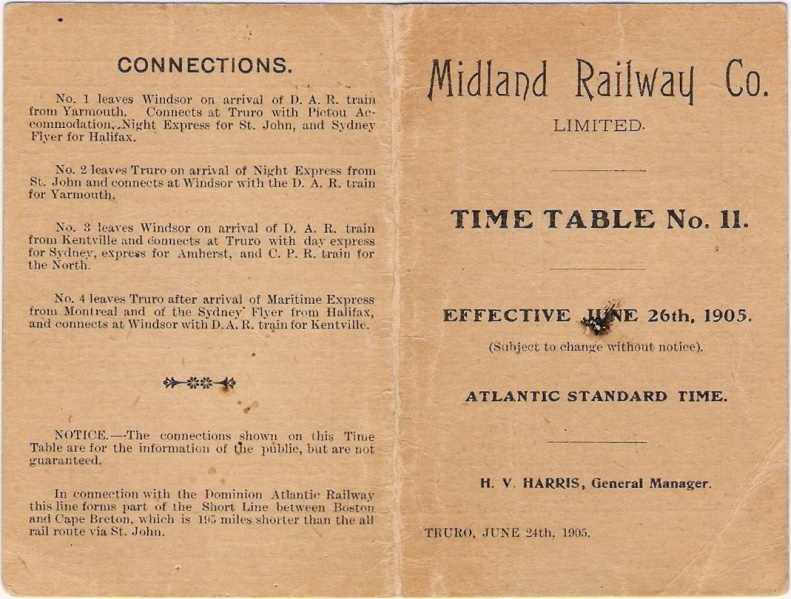 CONNECTIONS.
No. 1 leaves Windsor on arrival of D. A. R. train
from Yarmouth. Connects at Truro with Pictou Ac-
commodation, Night Express for St. John, and Sydney
Flyer for Halifax.
No. 2 leaves Truro on arrival of Night Express from
St. John and connects at Windsor with the D. A. R. train
for Yarmouth.
No. 3 leaves Windsor on arrival of D. A. R. train
from Kentville and connects at Truro with day express
for Sydney, express for Amherst, and C. P. R. train for
the North.
No. 4 leaves Truro after arrival of Maritime Express
from Montreal and of the Sydney Flyer from Halifax,
and connects at Windsor with D. A. R. train for Kentville.
NOTICE.—The connections shown on this Time
Table are for the information of the public, but are not
guaranteed.
In connection with the Dominion Atlantic Railway
this line forms part of the Short Line between Boston
and Cape Breton, which is 195 miles shorter than the all
rail route via St. John.
Midland Railway Co.
LIMITED.
TIME TABLE No. 11.
EFFECTIVE JUNE 26th, 1905.
(Subject to change without notice).
ATLANTIC STANDARD TIME.
H. V. HARRIS, General Manager.
TRURO, JUNE 24th, 1905.